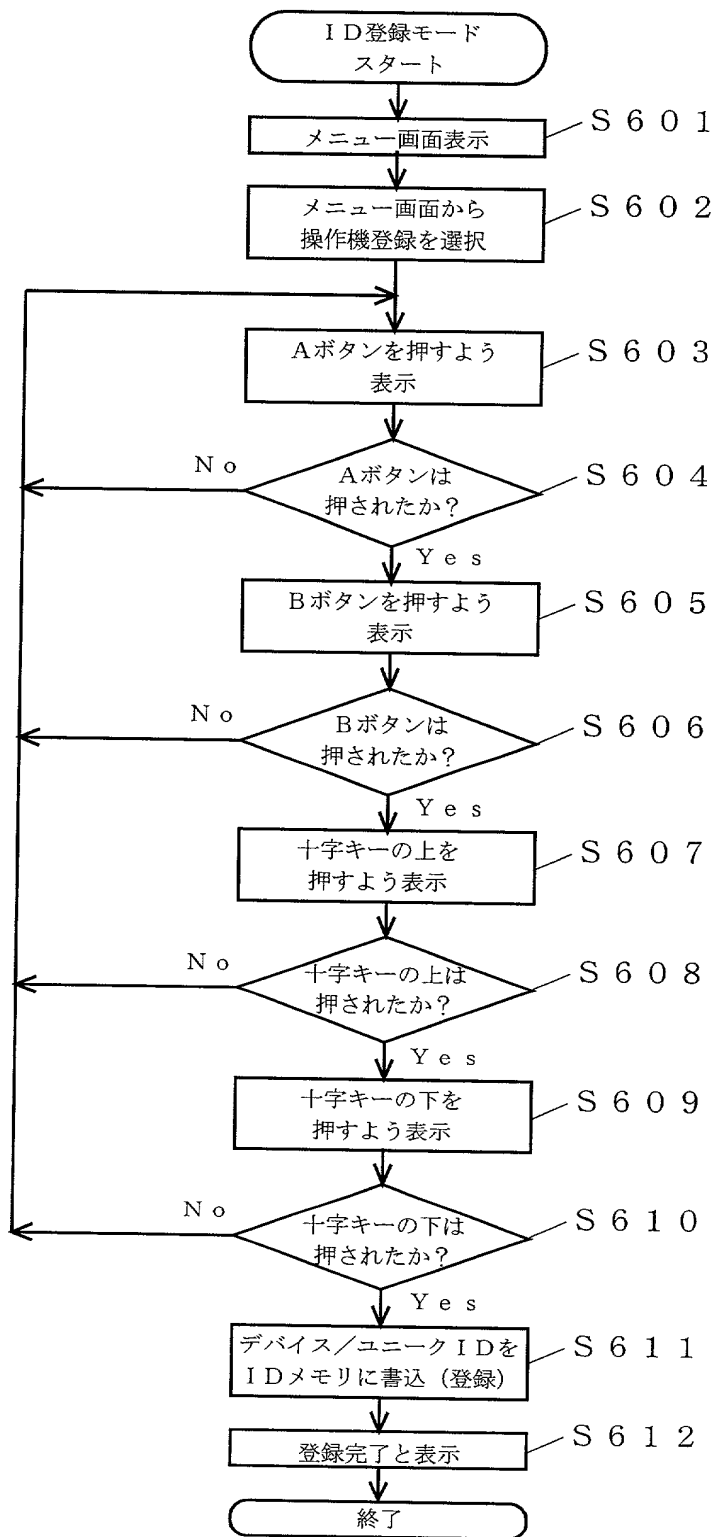 ＩＤ登録モード
スタート
メニュー画面表示
Ｓ６０１
メニュー画面から
操作機登録を選択
Ｓ６０２
Ａボタンを押すよう
表示
Ｓ６０３
Ｎｏ
Ａボタンは
押されたか？
Ｓ６０４
Ｙｅｓ
Ｂボタンを押すよう
表示
Ｓ６０５
Ｎｏ
Ｂボタンは
押されたか？
Ｓ６０６
Ｙｅｓ
十字キーの上を
押すよう表示
Ｓ６０７
Ｎｏ
十字キーの上は
押されたか？
Ｓ６０８
Ｙｅｓ
十字キーの下を
押すよう表示
Ｓ６０９
Ｎｏ
十字キーの下は
押されたか？
Ｓ６１０
Ｙｅｓ
デバイス／ユニークＩＤを
ＩＤメモリに書込（登録）
Ｓ６１１
登録完了と表示
Ｓ６１２
終了